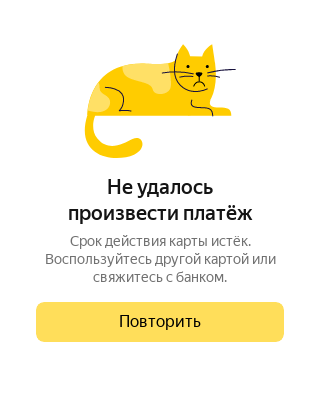 Не удалось
произвести платёж
Срок действия карты истёк.
Воспользуйтесь другой картой или
свяжитесь с банком.
Повторить